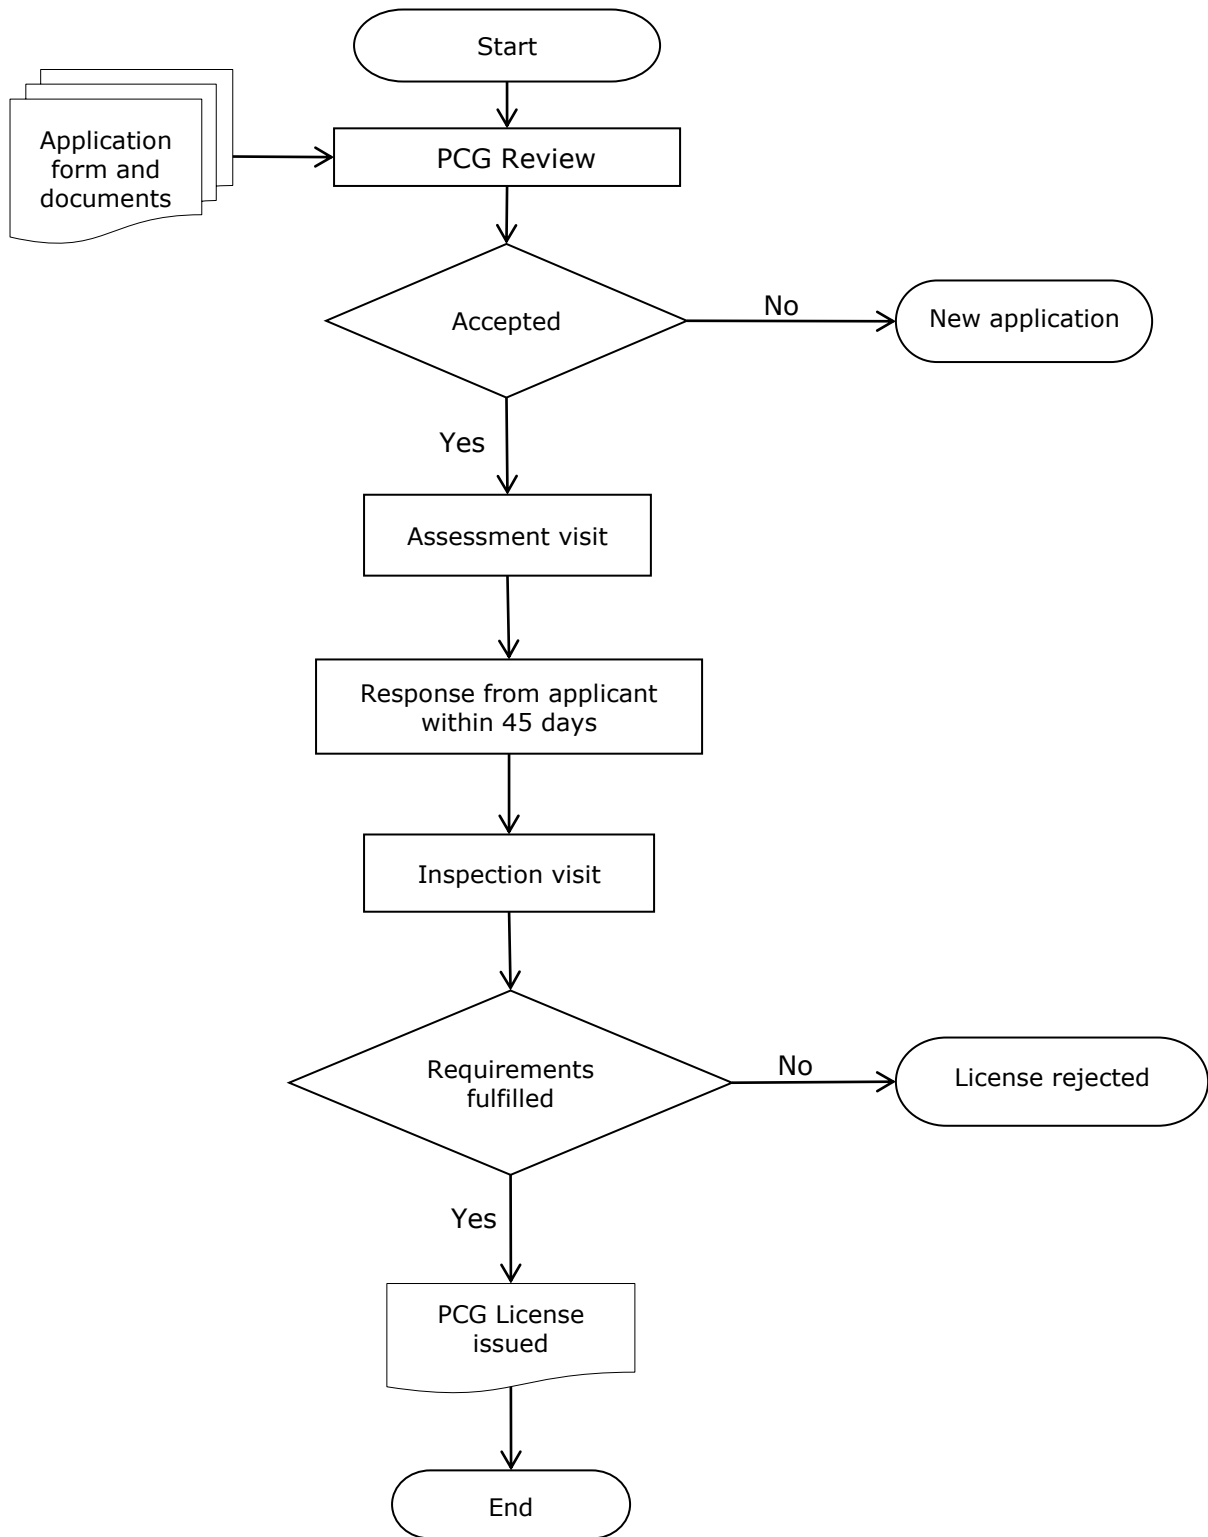 Start
Application
form and
documents
PCG Review
Accepted
No
New application
Yes
Assessment visit
Response from applicant
within 45 days
Inspection visit
Requirements
fulfilled
No
License rejected
Yes
PCG License
issued
End